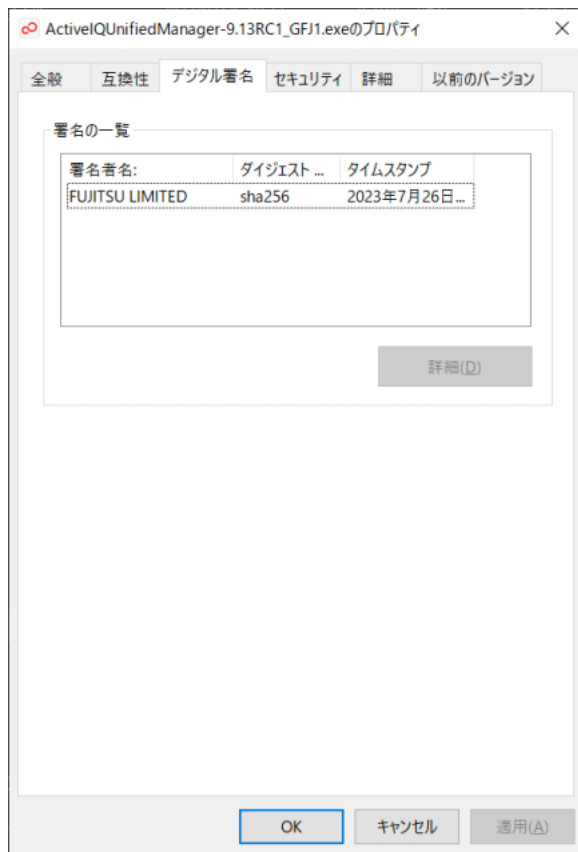 ActiveIQUnifiedManager-9.13RC1_GFJ1.exeのプロパティ
全般 互換性 デジタル署名 セキュリティ 詳細 以前のバージョン
署名の一覧
署名者名: ダイジェスト ... タイムスタンプ
FUJITSU LIMITED sha256 2023年7月26日...
詳細(D)
OK キャンセル 適用(A)